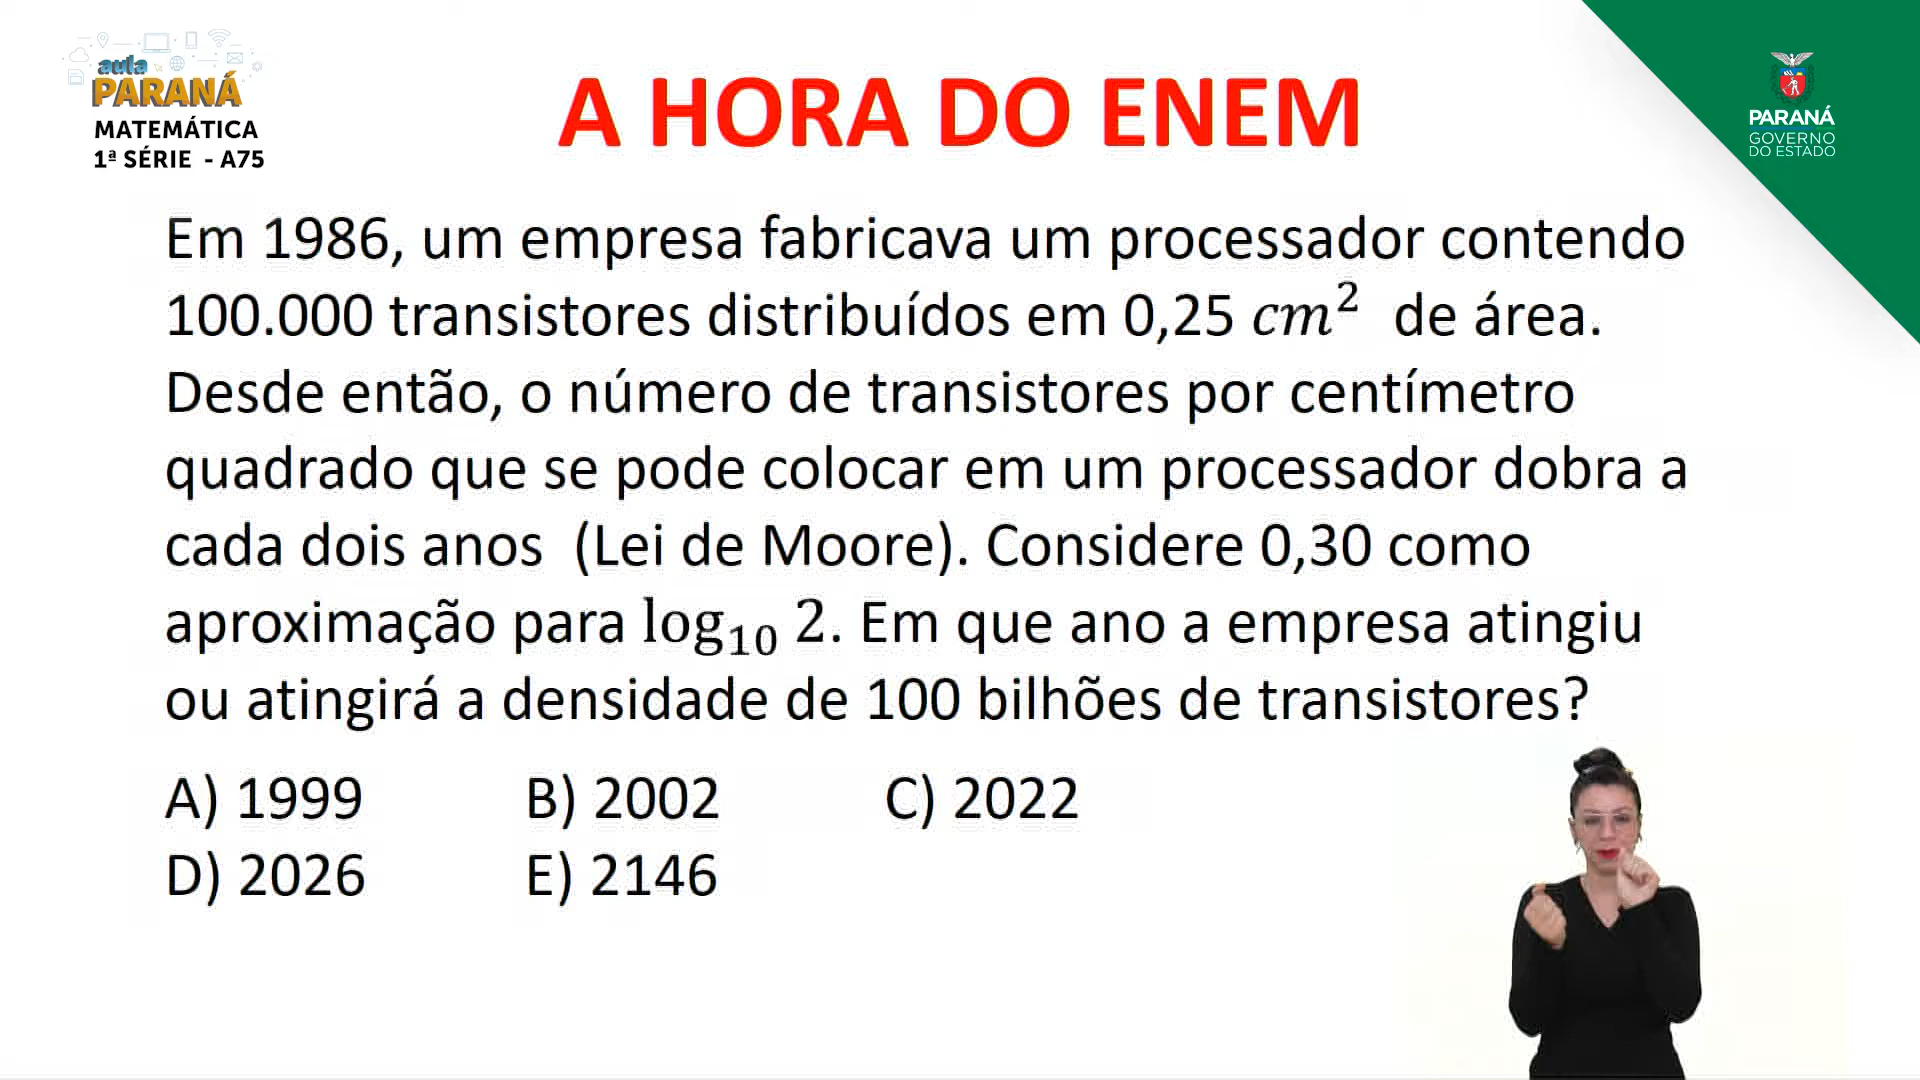 aula
PARANÁ
MATEMÁTICA
1ª SÉRIE - A75
A HORA DO ENEM
PARANÁ
GOVERNO
DO ESTADO
Em 1986, um empresa fabricava um processador contendo
100.000 transistores distribuídos em 0,25 cm² de área.
Desde então, o número de transistores por centímetro
quadrado que se pode colocar em um processador dobra a
cada dois anos (Lei de Moore). Considere 0,30 como
aproximação para log₁₀ 2. Em que ano a empresa atingiu
ou atingirá a densidade de 100 bilhões de transistores?
A) 1999 B) 2002 C) 2022
D) 2026 E) 2146